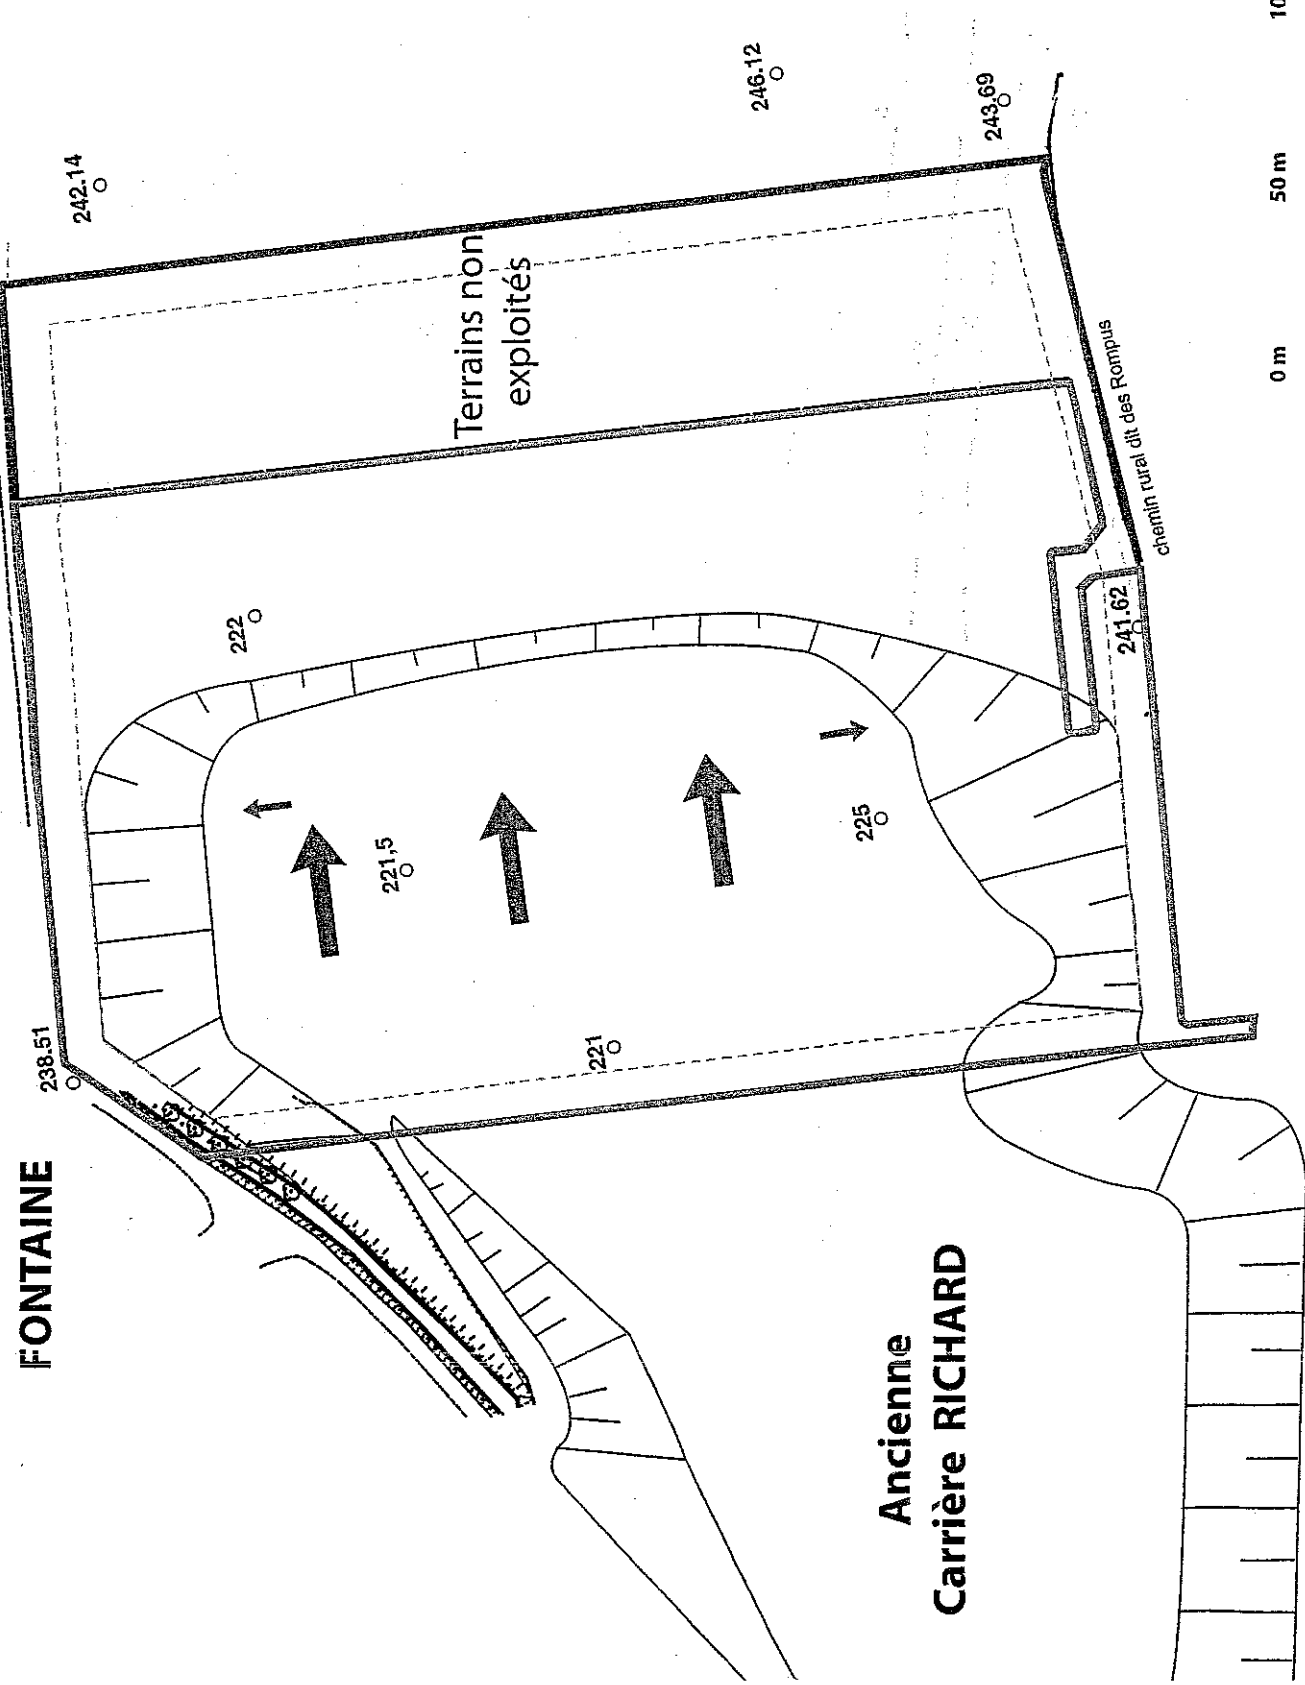 FONTAINE
238.51
242.14
246.12
243.69
Terrains non
exploités
222
221,5
221
225
241.62
chemin rural dit des Rompus
Ancienne
Carrière RICHARD
0 m
50 m
10